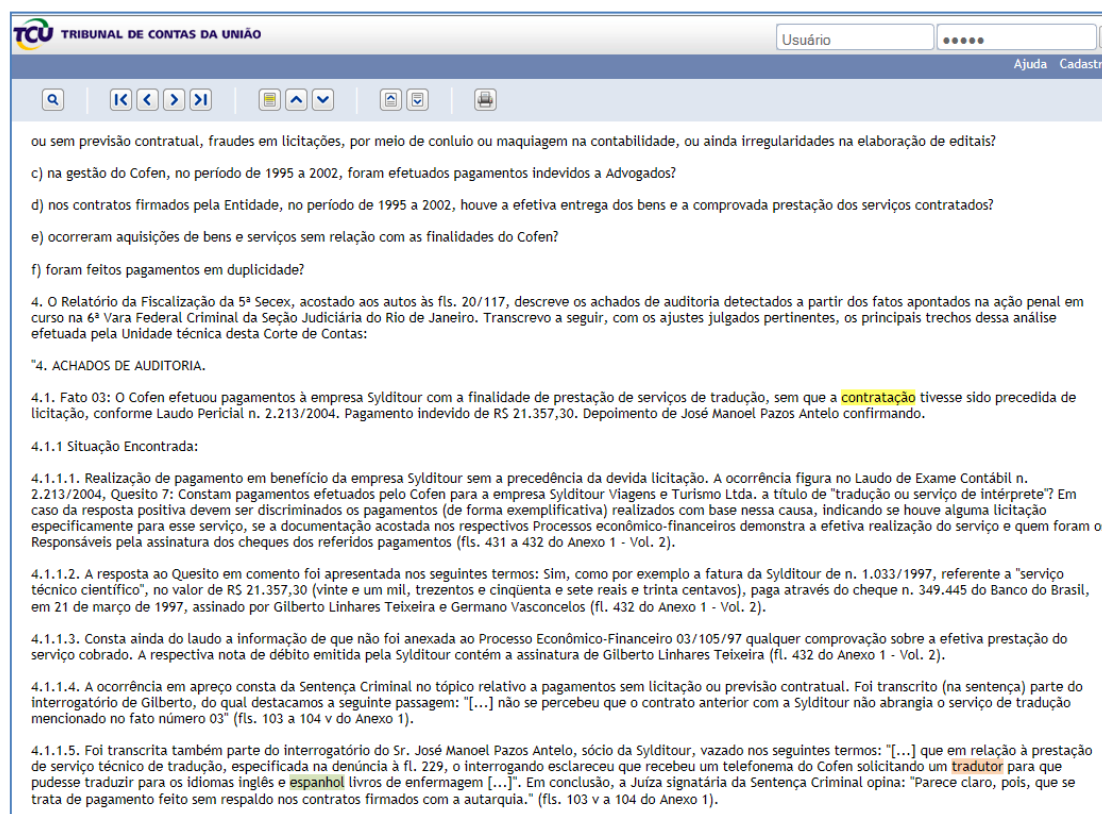 TCU TRIBUNAL DE CONTAS DA UNIÃO
Usuário
Ajuda Cadastr
ou sem previsão contratual, fraudes em licitações, por meio de conluio ou maquiagem na contabilidade, ou ainda irregularidades na elaboração de editais?
c) na gestão do Cofen, no período de 1995 a 2002, foram efetuados pagamentos indevidos a Advogados?
d) nos contratos firmados pela Entidade, no período de 1995 a 2002, houve a efetiva entrega dos bens e a comprovada prestação dos serviços contratados?
e) ocorreram aquisições de bens e serviços sem relação com as finalidades do Cofen?
f) foram feitos pagamentos em duplicidade?
4. O Relatório da Fiscalização da 5ª Secex, acostado aos autos às fls. 20/117, descreve os achados de auditoria detectados a partir dos fatos apontados na ação penal em
curso na 6ª Vara Federal Criminal da Seção Judiciária do Rio de Janeiro. Transcrevo a seguir, com os ajustes julgados pertinentes, os principais trechos dessa análise
efetuada pela Unidade técnica desta Corte de Contas:
"4. ACHADOS DE AUDITORIA.
4.1. Fato 03: O Cofen efetuou pagamentos à empresa Sylditour com a finalidade de prestação de serviços de tradução, sem que a contratação tivesse sido precedida de
licitação, conforme Laudo Pericial n. 2.213/2004. Pagamento indevido de R$ 21.357,30. Depoimento de José Manoel Pazos Antelo confirmando.
4.1.1 Situação Encontrada:
4.1.1.1. Realização de pagamento em benefício da empresa Sylditour sem a precedência da devida licitação. A ocorrência figura no Laudo de Exame Contábil n.
2.213/2004, Quesito 7: Constam pagamentos efetuados pelo Cofen para a empresa Sylditour Viagens e Turismo Ltda. a título de "tradução ou serviço de intérprete"? Em
caso da resposta positiva devem ser discriminados os pagamentos (de forma exemplificativa) realizados com base nessa causa, indicando se houve alguma licitação
especificamente para esse serviço, se a documentação acostada nos respectivos Processos econômico-financeiros demonstra a efetiva realização do serviço e quem foram o
Responsáveis pela assinatura dos cheques dos referidos pagamentos (fls. 431 a 432 do Anexo 1 - Vol. 2).
4.1.1.2. A resposta ao Quesito em comento foi apresentada nos seguintes termos: Sim, como por exemplo a fatura da Sylditour de n. 1.033/1997, referente a "serviço
técnico científico", no valor de R$ 21.357,30 (vinte e um mil, trezentos e cinqüenta e sete reais e trinta centavos), paga através do cheque n. 349.445 do Banco do Brasil,
em 21 de março de 1997, assinado por Gilberto Linhares Teixeira e Germano Vasconcelos (fl. 432 do Anexo 1 - Vol. 2).
4.1.1.3. Consta ainda do laudo a informação de que não foi anexada ao Processo Econômico-Financeiro 03/105/97 qualquer comprovação sobre a efetiva prestação do
serviço cobrado. A respectiva nota de débito emitida pela Sylditour contém a assinatura de Gilberto Linhares Teixeira (fl. 432 do Anexo 1 - Vol. 2).
4.1.1.4. A ocorrência em apreço consta da Sentença Criminal no tópico relativo a pagamentos sem licitação ou previsão contratual. Foi transcrito (na sentença) parte do
interrogatório de Gilberto, do qual destacamos a seguinte passagem: "[...] não se percebeu que o contrato anterior com a Sylditour não abrangia o serviço de tradução
mencionado no fato número 03" (fls. 103 a 104 v do Anexo 1).
4.1.1.5. Foi transcrita também parte do interrogatório do Sr. José Manoel Pazos Antelo, sócio da Sylditour, vazado nos seguintes termos: "[...] que em relação à prestação
de serviço técnico de tradução, especificada na denúncia à fl. 229, o interrogando esclareceu que recebeu um telefonema do Cofen solicitando um tradutor para que
pudesse traduzir para os idiomas inglês e espanhol livros de enfermagem [...]". Em conclusão, a Juíza signatária da Sentença Criminal opina: "Parece claro, pois, que se
trata de pagamento feito sem respaldo nos contratos firmados com a autarquia." (fls. 103 v a 104 do Anexo 1).